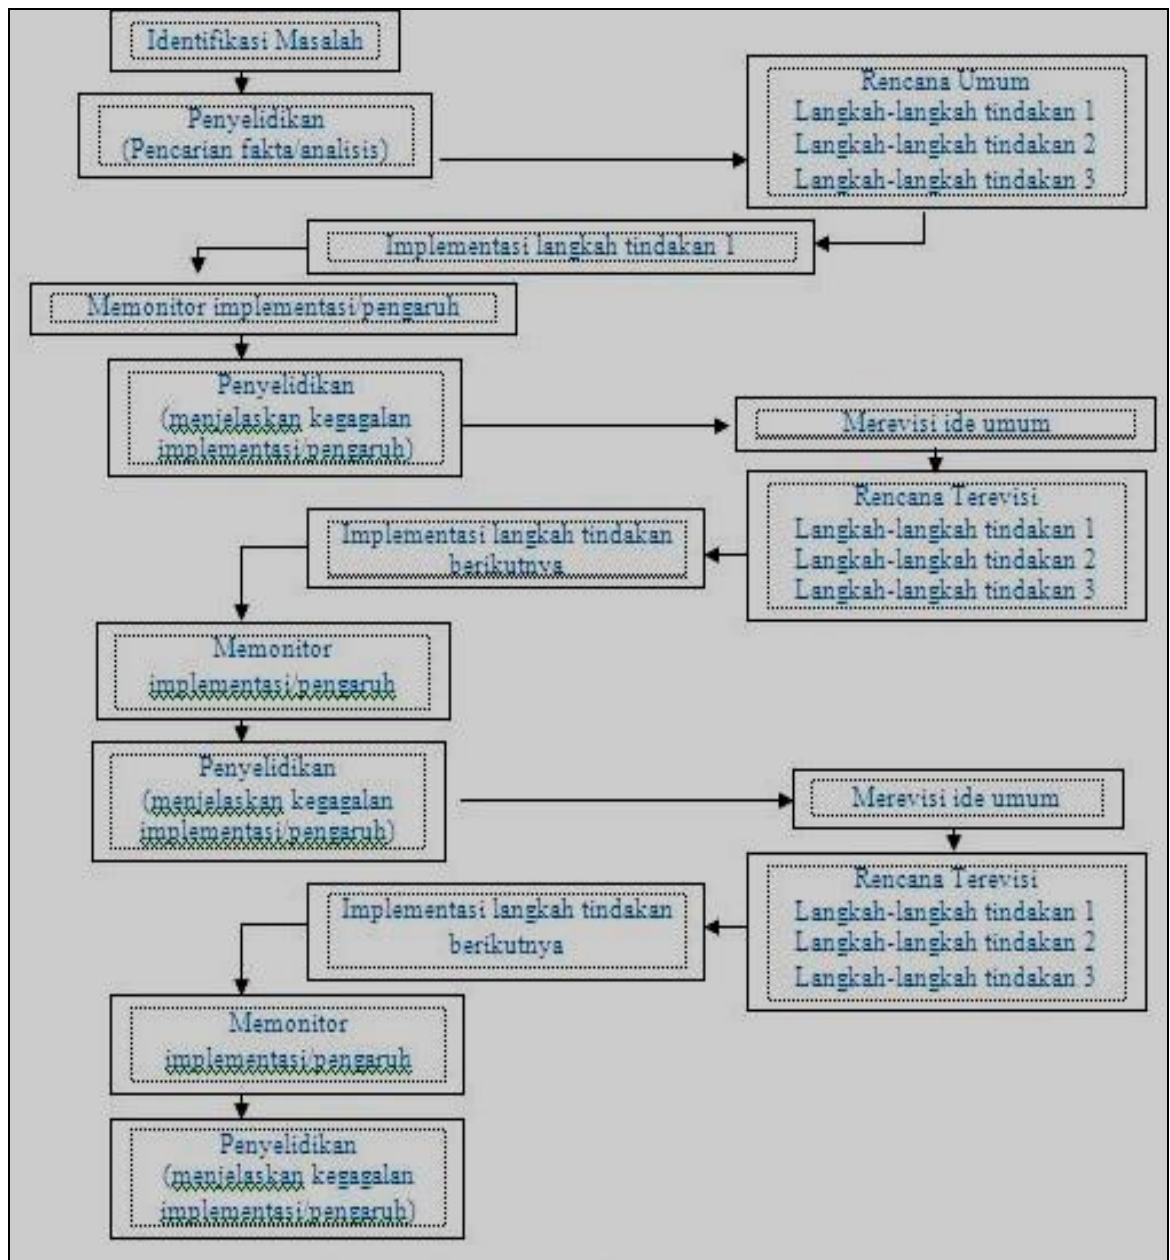 Identifikasi Masalah
Penyelidikan
(Pencarian fakta/analisis)
Rencana Umum
Langkah-langkah tindakan 1
Langkah-langkah tindakan 2
Langkah-langkah tindakan 3
Implementasi langkah tindakan 1
Memonitor implementasi/pengaruh
Penyelidikan
(menjelaskan kegagalan
implementasi/pengaruh)
Merevisi ide umum
Rencana Terevisi
Langkah-langkah tindakan 1
Langkah-langkah tindakan 2
Langkah-langkah tindakan 3
Implementasi langkah tindakan
berikutnya
Memonitor
implementasi/pengaruh
Penyelidikan
(menjelaskan kegagalan
implementasi/pengaruh)
Merevisi ide umum
Rencana Terevisi
Langkah-langkah tindakan 1
Langkah-langkah tindakan 2
Langkah-langkah tindakan 3
Implementasi langkah tindakan
berikutnya
Memonitor
implementasi/pengaruh
Penyelidikan
(menjelaskan kegagalan
implementasi/pengaruh)